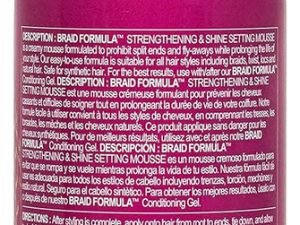 DESCRIPTION : BRAID FORMULA™ STRENGTHENING & SHINE SETTING MOUSSE
is a creamy mousse formulated to prohibit split ends and fly-aways while prolonging the life of
your style. This easy-to-use formula is suitable for all hair styles including braids, twist, locs and
natural hair. Safe for synthetic hair. For the best results, use with/after our BRAID FORMULA™
Conditioning Gel. DESCRIPTION : BRAID FORMULA™ STRENGTHENING & SHINE SETTING
MOUSSE est une mousse crémeuse formulant pour prévenir les cheveux
cassants et difficiles de soigner tout en prolongeant la durée de vie de votre coiffure. Notre
formule facile à utiliser convient à tous les styles de cheveux, en comprenant les tresses, les
torsades, les mèches et les cheveux naturels. Ce produit applique sans danger pour les
cheveux synthétiques. Pour de meilleurs résultats, utilisez avec et après notre BRAID
FORMULA™ Conditioning Gel. DESCRIPCIÓN : BRAID FORMULA™
STRENGTHENING & SHINE SETTING MOUSSE es un mousse cremoso formulado para
evitar que se rompa y se vuele mientras prolonga la vida de tu estilo. Nuestra fórmula fácil de
usar es adecuada para todos los estilos de cabello incluyendo trenzas, torzón, mechones y
estilo natural. Seguro para el cabello sintético. Para obtener los mejores resultados, úsalo con
o después nuestro BRAID FORMULA™ Conditioning Gel.
DIRECTIONS : After styling is complete, apply onto hair from root to ends, tie down, and allow